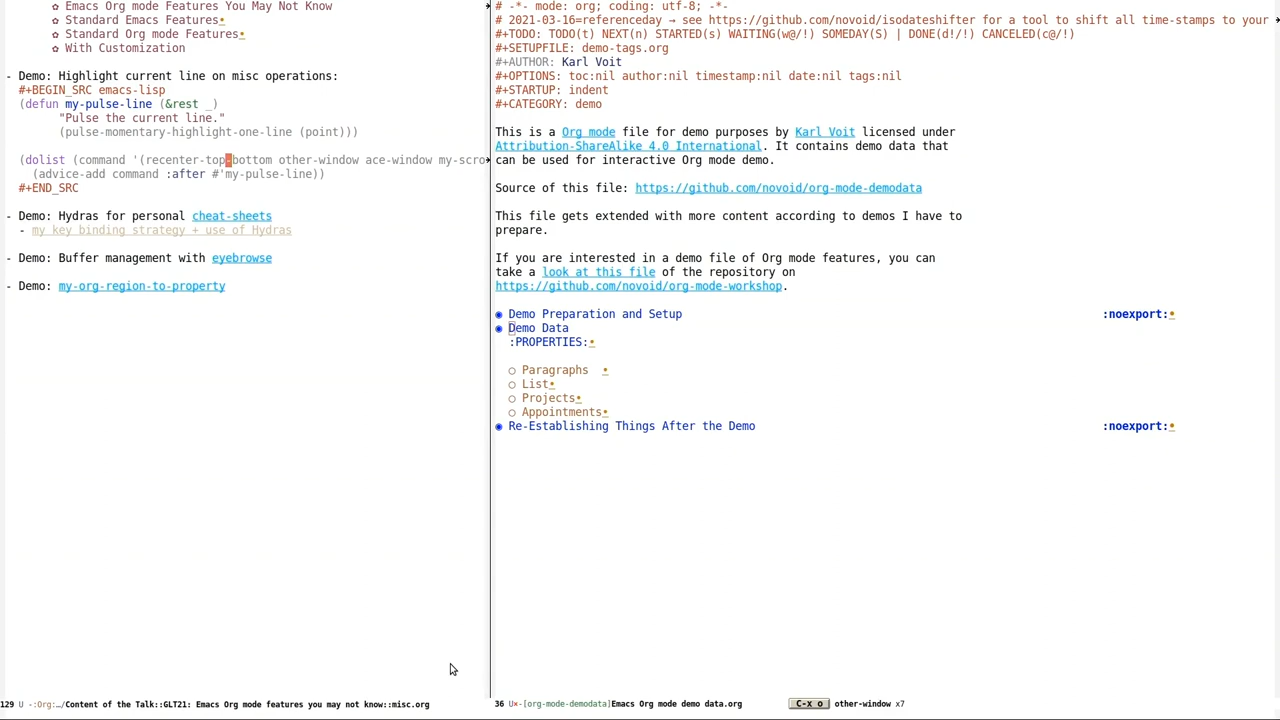 ✿ Emacs Org mode Features You May Not Know
✿ Standard Emacs Features•
✿ Standard Org mode Features•
✿ With Customization
- Demo: Highlight current line on misc operations:
#+BEGIN_SRC emacs-lisp
(defun my-pulse-line (&rest _)
"Pulse the current line."
(pulse-momentary-highlight-one-line (point)))
(dolist (command '(recenter-top-bottom other-window ace-window my-scro
(advice-add command :after #'my-pulse-line))
#+END_SRC
- Demo: Hydras for personal cheat-sheets
- my key binding strategy + use of Hydras
- Demo: Buffer management with eyebrowse
- Demo: my-org-region-to-property
129 U -:Org:…/Content of the Talk::GLT21: Emacs Org mode features you may not know::misc.org
# -*- mode: org; coding: utf-8; -*-
# 2021-03-16=referenceday → see https://github.com/novoid/isodateshifter for a tool to shift all time-stamps to your
#+TODO: TODO(t) NEXT(n) STARTED(s) WAITING(w@/!) SOMEDAY(S) | DONE(d!/!) CANCELED(c@/!)
#+SETUPFILE: demo-tags.org
#+AUTHOR: Karl Voit
#+OPTIONS: toc:nil author:nil timestamp:nil date:nil tags:nil
#+STARTUP: indent
#+CATEGORY: demo
This is a Org mode file for demo purposes by Karl Voit licensed under
Attribution-ShareAlike 4.0 International. It contains demo data that
can be used for interactive Org mode demo.
Source of this file: https://github.com/novoid/org-mode-demodata
This file gets extended with more content according to demos I have to
prepare.
If you are interested in a demo file of Org mode features, you can
take a look at this file of the repository on
https://github.com/novoid/org-mode-workshop.
◉ Demo Preparation and Setup :noexport:•
◉ Demo Data
:PROPERTIES:•
○ Paragraphs •
○ List•
○ Projects•
○ Appointments•
◉ Re-Establishing Things After the Demo :noexport:•
36 U×-[org-mode-demodata]Emacs Org mode demo data.org C-x o other-window x7